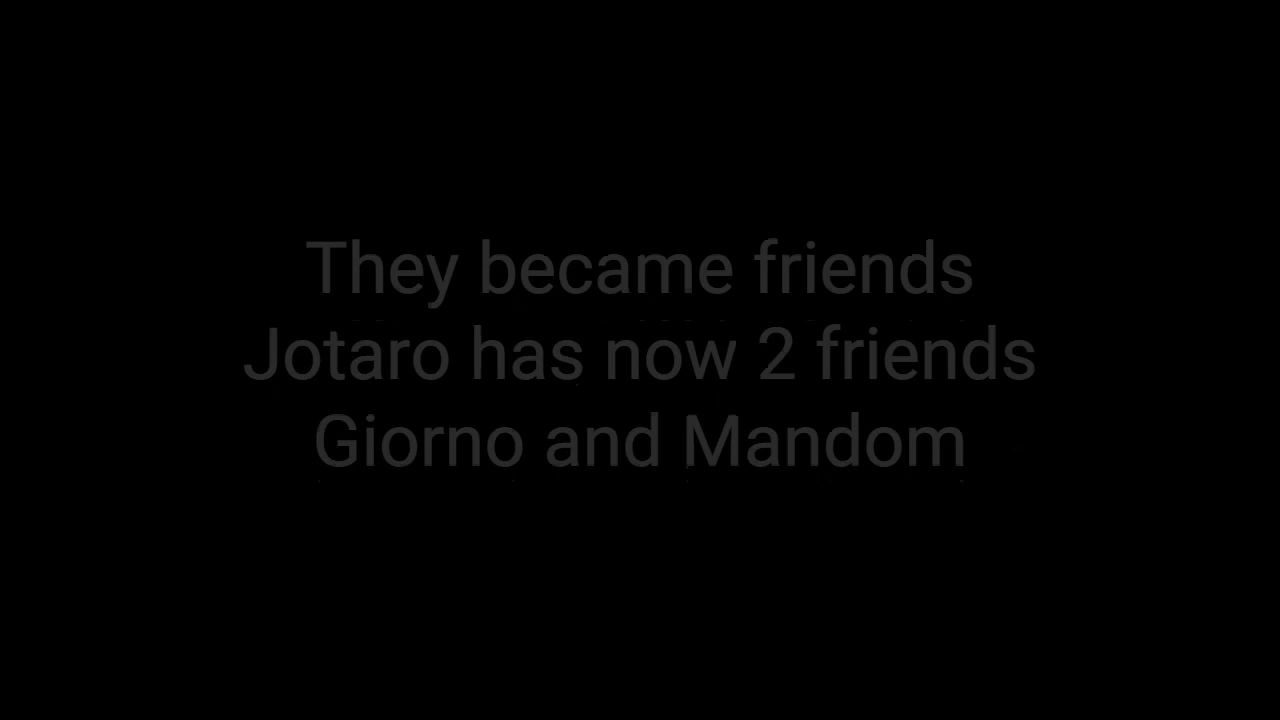 They became friends
Jotaro has now 2 friends
Giorno and Mandom